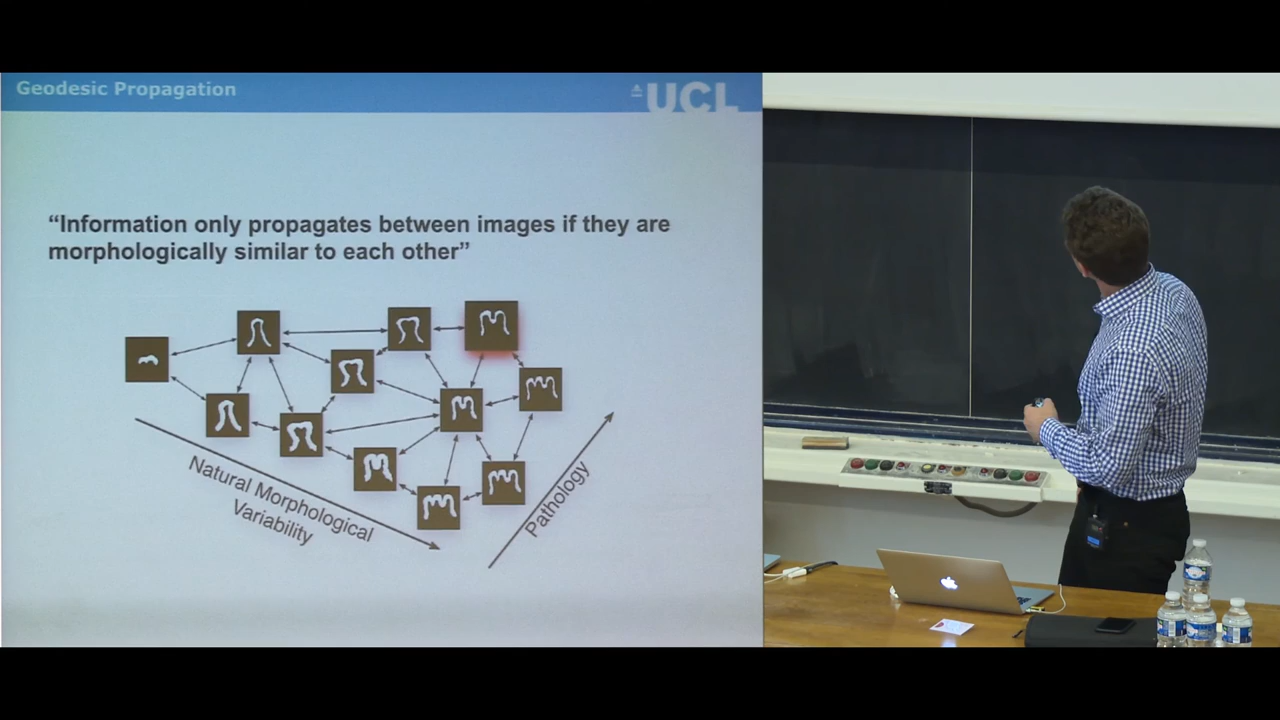 Geodesic Propagation
UCL
“Information only propagates between images if they are
morphologically similar to each other”
Natural Morphological
Variability
Pathology